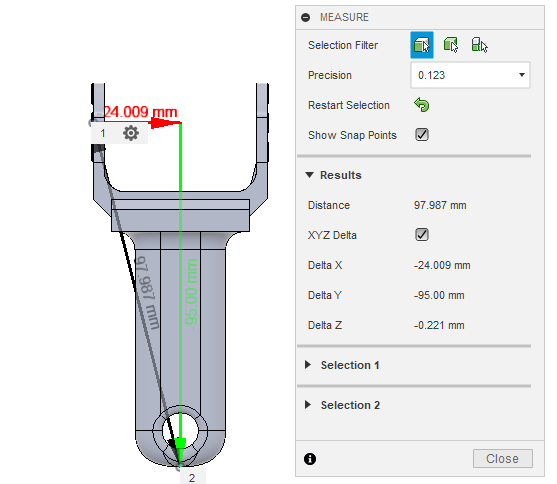 MEASURE
Selection Filter
Precision
0.123
Restart Selection
Show Snap Points
Results
Distance
97.987 mm
XYZ Delta
Delta X
-24.009 mm
Delta Y
-95.00 mm
Delta Z
-0.221 mm
Selection 1
Selection 2
Close
24.009 mm
1
97.987 mm
95.00 mm
2